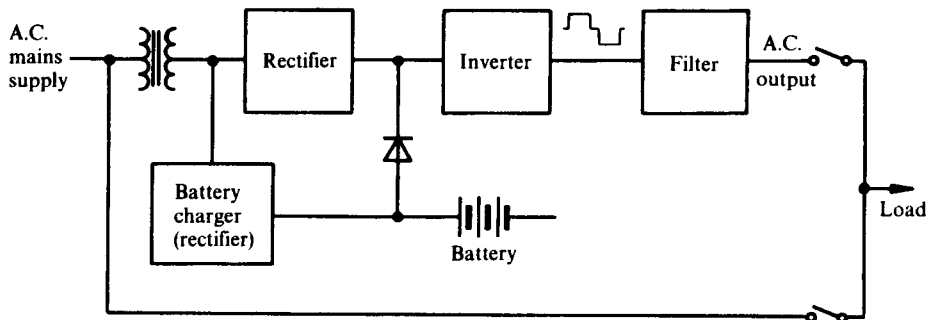 A.C.
mains
supply
Rectifier
Inverter
Filter
A.C.
output
Battery
charger
(rectifier)
Battery
Load